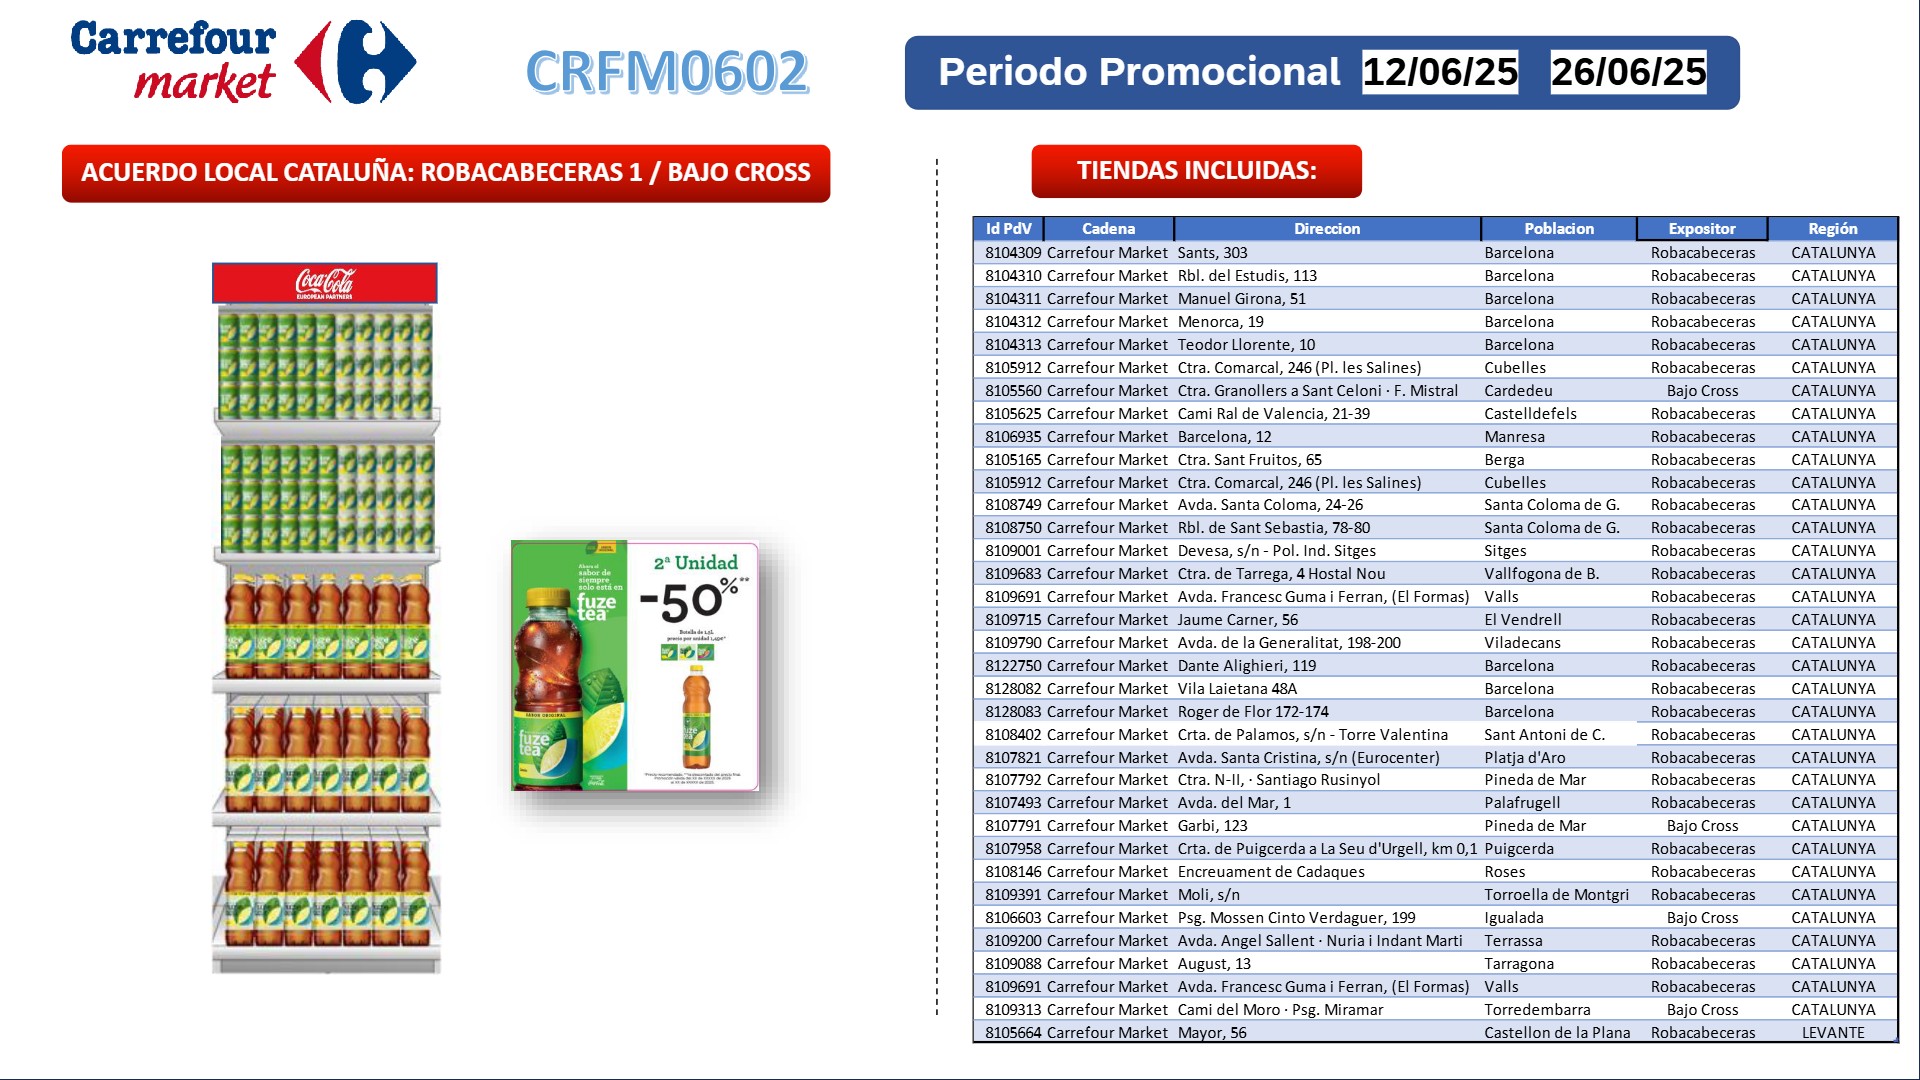 Carrefour
market
CRFM0602
Periodo Promocional 12/06/25 26/06/25
ACUERDO LOCAL CATALUÑA: ROBACABECERAS 1 / BAJO CROSS
Coca-Cola
EUROPEAN PARTNERS
Ahora el
sabor de
siempre
solo está en
fuze
tea
SABOR ORIGINAL
fuze
tea
2ª Unidad
-50%**
Botella de 1,5L
TIENDAS INCLUIDAS:
Id PdV Cadena Direccion Poblacion Expositor Región
8104309 Carrefour Market Sants, 303 Barcelona Robacabeceras CATALUNYA
8104310 Carrefour Market Rbl. del Estudis, 113 Barcelona Robacabeceras CATALUNYA
8104311 Carrefour Market Manuel Girona, 51 Barcelona Robacabeceras CATALUNYA
8104312 Carrefour Market Menorca, 19 Barcelona Robacabeceras CATALUNYA
8104313 Carrefour Market Teodor Llorente, 10 Barcelona Robacabeceras CATALUNYA
8105912 Carrefour Market Ctra. Comarcal, 246 (Pl. les Salines) Cubelles Robacabeceras CATALUNYA
8105560 Carrefour Market Ctra. Granollers a Sant Celoni · F. Mistral Cardedeu Bajo Cross CATALUNYA
8105625 Carrefour Market Cami Ral de Valencia, 21-39 Castelldefels Robacabeceras CATALUNYA
8106935 Carrefour Market Barcelona, 12 Manresa Robacabeceras CATALUNYA
8105165 Carrefour Market Ctra. Sant Fruitos, 65 Berga Robacabeceras CATALUNYA
8105912 Carrefour Market Ctra. Comarcal, 246 (Pl. les Salines) Cubelles Robacabeceras CATALUNYA
8108749 Carrefour Market Avda. Santa Coloma, 24-26 Santa Coloma de G. Robacabeceras CATALUNYA
8108750 Carrefour Market Rbl. de Sant Sebastia, 78-80 Santa Coloma de G. Robacabeceras CATALUNYA
8109001 Carrefour Market Devesa, s/n - Pol. Ind. Sitges Sitges Robacabeceras CATALUNYA
8109683 Carrefour Market Ctra. de Tarrega, 4 Hostal Nou Vallfogona de B. Robacabeceras CATALUNYA
8109691 Carrefour Market Avda. Francesc Guma i Ferran, (El Formas) Valls Robacabeceras CATALUNYA
8109715 Carrefour Market Jaume Carner, 56 El Vendrell Robacabeceras CATALUNYA
8109790 Carrefour Market Avda. de la Generalitat, 198-200 Viladecans Robacabeceras CATALUNYA
8122750 Carrefour Market Dante Alighieri, 119 Barcelona Robacabeceras CATALUNYA
8128082 Carrefour Market Vila Laietana 48A Barcelona Robacabeceras CATALUNYA
8128083 Carrefour Market Roger de Flor 172-174 Barcelona Robacabeceras CATALUNYA
8108402 Carrefour Market Crta. de Palamos, s/n - Torre Valentina Sant Antoni de C. Robacabeceras CATALUNYA
8107821 Carrefour Market Avda. Santa Cristina, s/n (Eurocenter) Platja d'Aro Robacabeceras CATALUNYA
8107792 Carrefour Market Ctra. N-II, · Santiago Rusinyol Pineda de Mar Robacabeceras CATALUNYA
8107493 Carrefour Market Avda. del Mar, 1 Palafrugell Robacabeceras CATALUNYA
8107791 Carrefour Market Garbi, 123 Pineda de Mar Bajo Cross CATALUNYA
8107958 Carrefour Market Crta. de Puigcerda a La Seu d'Urgell, km 0,1 Puigcerda Robacabeceras CATALUNYA
8108146 Carrefour Market Encreuament de Cadaques Roses Robacabeceras CATALUNYA
8109391 Carrefour Market Moli, s/n Torroella de Montgri Robacabeceras CATALUNYA
8106603 Carrefour Market Psg. Mossen Cinto Verdaguer, 199 Igualada Bajo Cross CATALUNYA
8109200 Carrefour Market Avda. Angel Sallent · Nuria i Indant Marti Terrassa Robacabeceras CATALUNYA
8109088 Carrefour Market August, 13 Tarragona Robacabeceras CATALUNYA
8109691 Carrefour Market Avda. Francesc Guma i Ferran, (El Formas) Valls Robacabeceras CATALUNYA
8109313 Carrefour Market Cami del Moro · Psg. Miramar Torredembarra Bajo Cross CATALUNYA
8105664 Carrefour Market Mayor, 56 Castellon de la Plana Robacabeceras LEVANTE